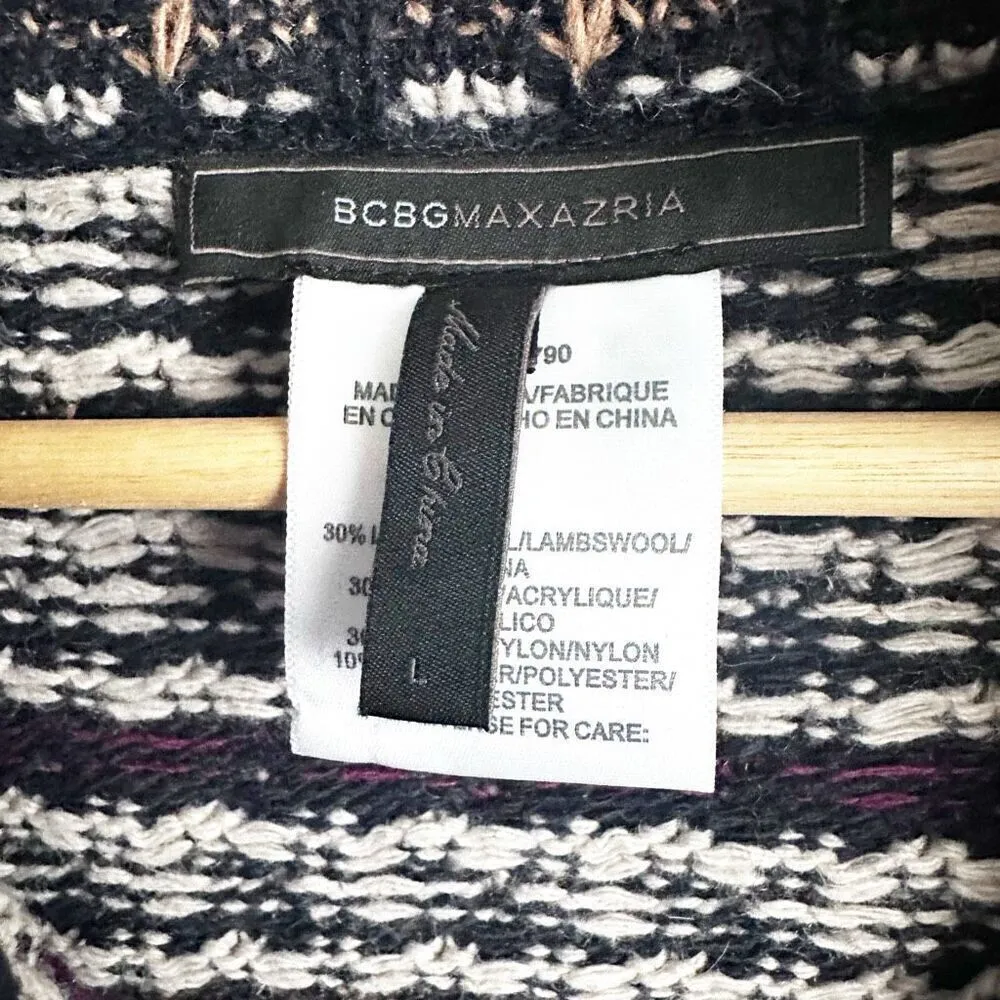 BCBGMAXAZRIA
Made in China
L
790
MAD /FABRIQUE
EN C HO EN CHINA
30% L L/LAMBSWOOL/
NA
30 /ACRYLIQUE/
LICO
30 YLON/NYLON
10% R/POLYESTER/
ESTER
SE FOR CARE: